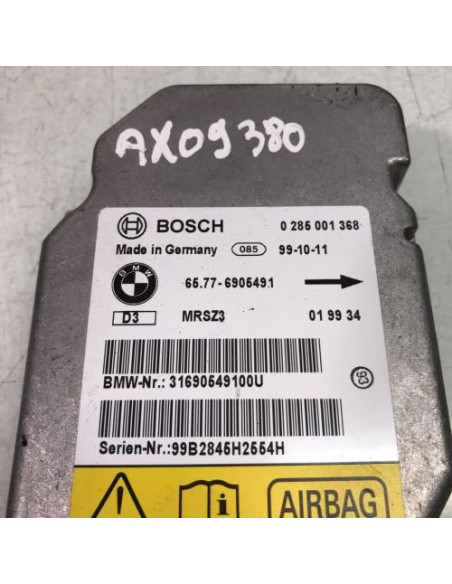 AX09380
BOSCH 0 285 001 368
Made in Germany 085 99-10-11
BMW 65.77-6905491
D3 MRSZ3 01 99 34
BMW-Nr.: 31690549100U 93
Serien-Nr.:99B2845H2554H
! i AIRBAG